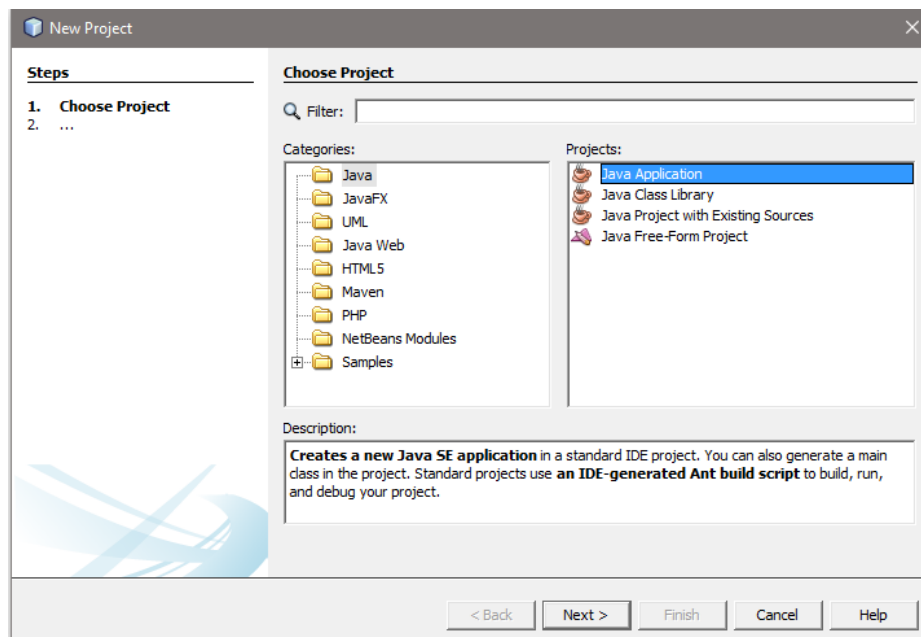 New Project
Steps
1. Choose Project
2. ...
Choose Project
Filter:
Categories:
Java
JavaFX
UML
Java Web
HTML5
Maven
PHP
NetBeans Modules
Samples
Projects:
Java Application
Java Class Library
Java Project with Existing Sources
Java Free-Form Project
Description:
Creates a new Java SE application in a standard IDE project. You can also generate a main
class in the project. Standard projects use an IDE-generated Ant build script to build, run,
and debug your project.
< Back
Next >
Finish
Cancel
Help